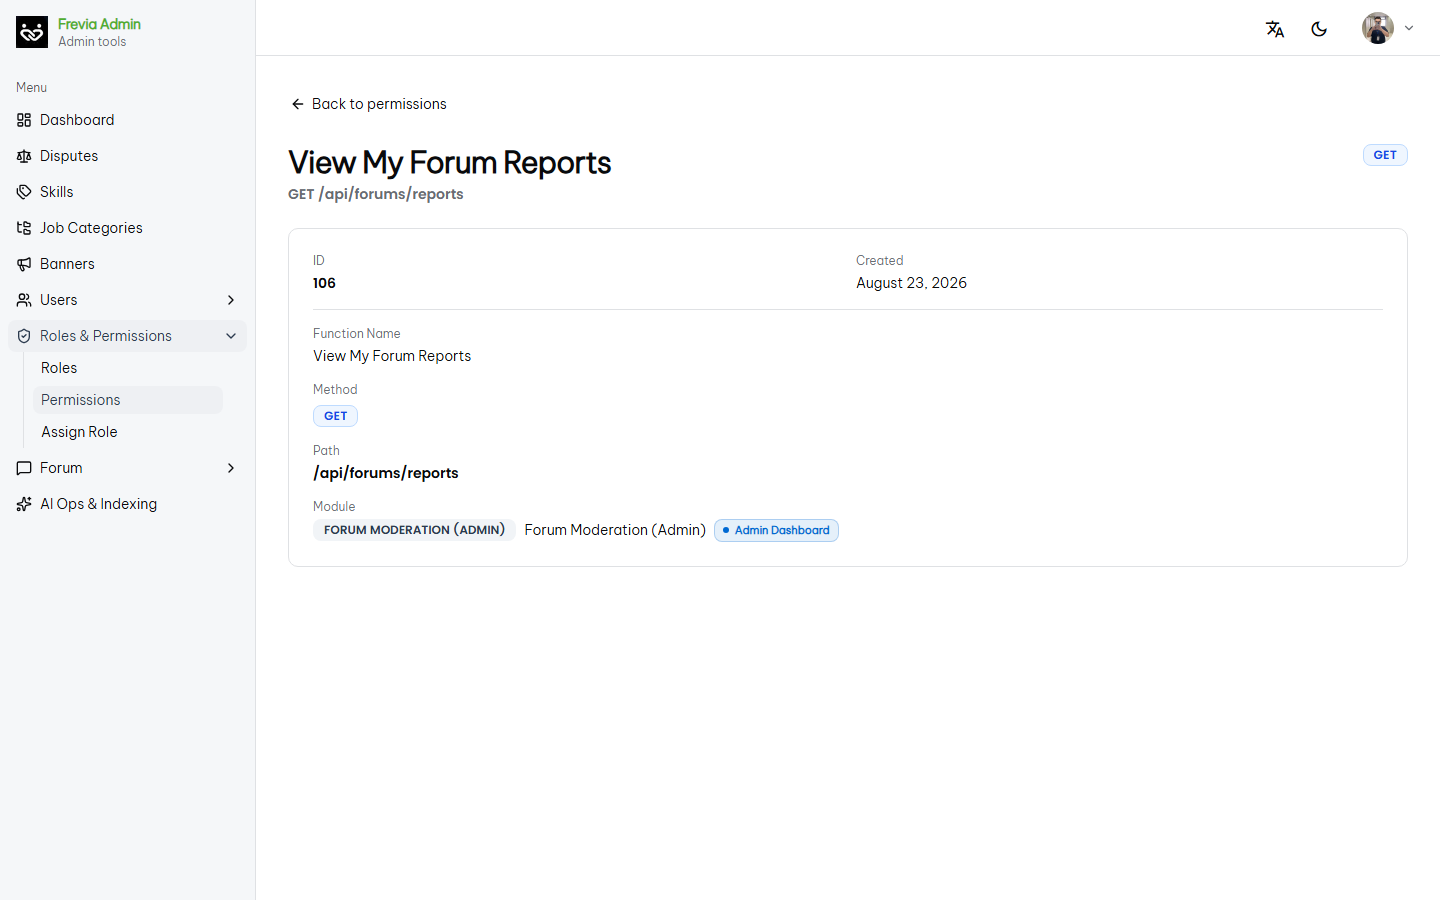 Frevia Admin
Admin tools
Menu
Dashboard
Disputes
Skills
Job Categories
Banners
Users
Roles & Permissions
Roles
Permissions
Assign Role
Forum
AI Ops & Indexing
Back to permissions
View My Forum Reports
GET
GET /api/forums/reports
ID
106
Created
August 23, 2026
Function Name
View My Forum Reports
Method
GET
Path
/api/forums/reports
Module
FORUM MODERATION (ADMIN) Forum Moderation (Admin) Admin Dashboard